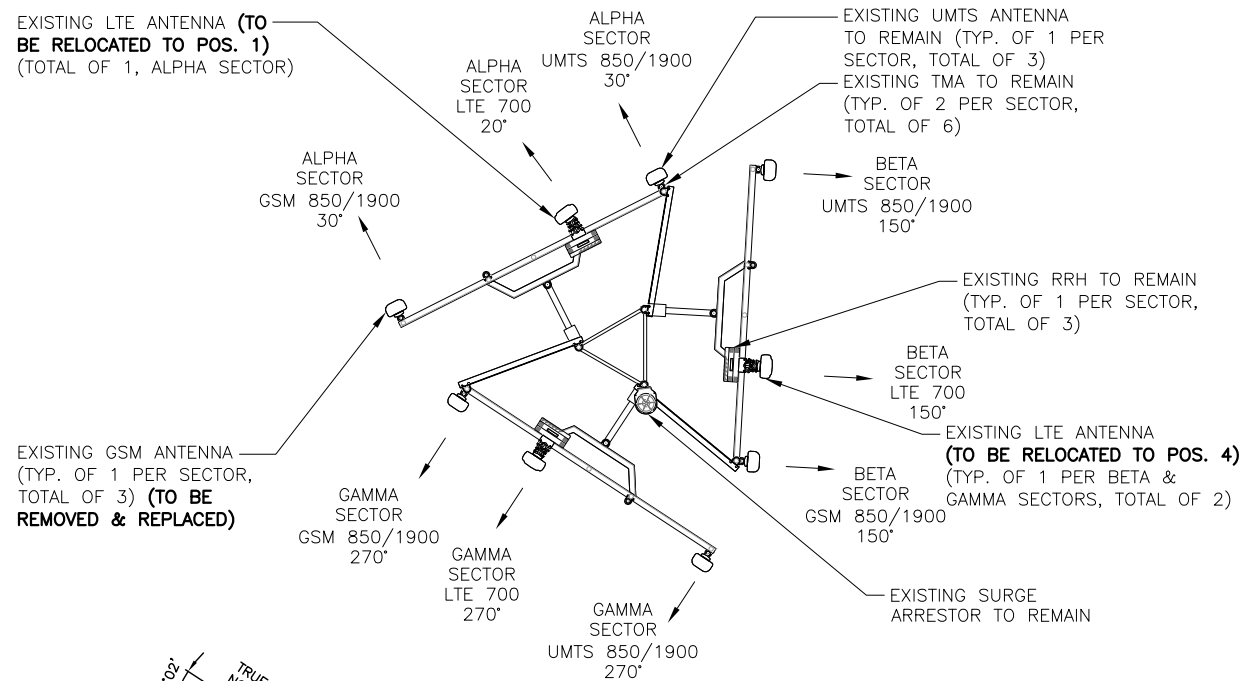 EXISTING LTE ANTENNA (TO
BE RELOCATED TO POS. 1)
(TOTAL OF 1, ALPHA SECTOR)
ALPHA
SECTOR
UMTS 850/1900
30°
EXISTING UMTS ANTENNA
TO REMAIN (TYP. OF 1 PER
SECTOR, TOTAL OF 3)
EXISTING TMA TO REMAIN
(TYP. OF 2 PER SECTOR,
TOTAL OF 6)
ALPHA
SECTOR
LTE 700
20°
ALPHA
SECTOR
GSM 850/1900
30°
BETA
SECTOR
UMTS 850/1900
150°
EXISTING RRH TO REMAIN
(TYP. OF 1 PER SECTOR,
TOTAL OF 3)
BETA
SECTOR
LTE 700
150°
EXISTING LTE ANTENNA
(TO BE RELOCATED TO POS. 4)
(TYP. OF 1 PER BETA &
GAMMA SECTORS, TOTAL OF 2)
EXISTING GSM ANTENNA
(TYP. OF 1 PER SECTOR,
TOTAL OF 3) (TO BE
REMOVED & REPLACED)
BETA
SECTOR
GSM 850/1900
150°
GAMMA
SECTOR
GSM 850/1900
270°
GAMMA
SECTOR
LTE 700
270°
GAMMA
SECTOR
UMTS 850/1900
270°
EXISTING SURGE
ARRESTOR TO REMAIN
TRUE